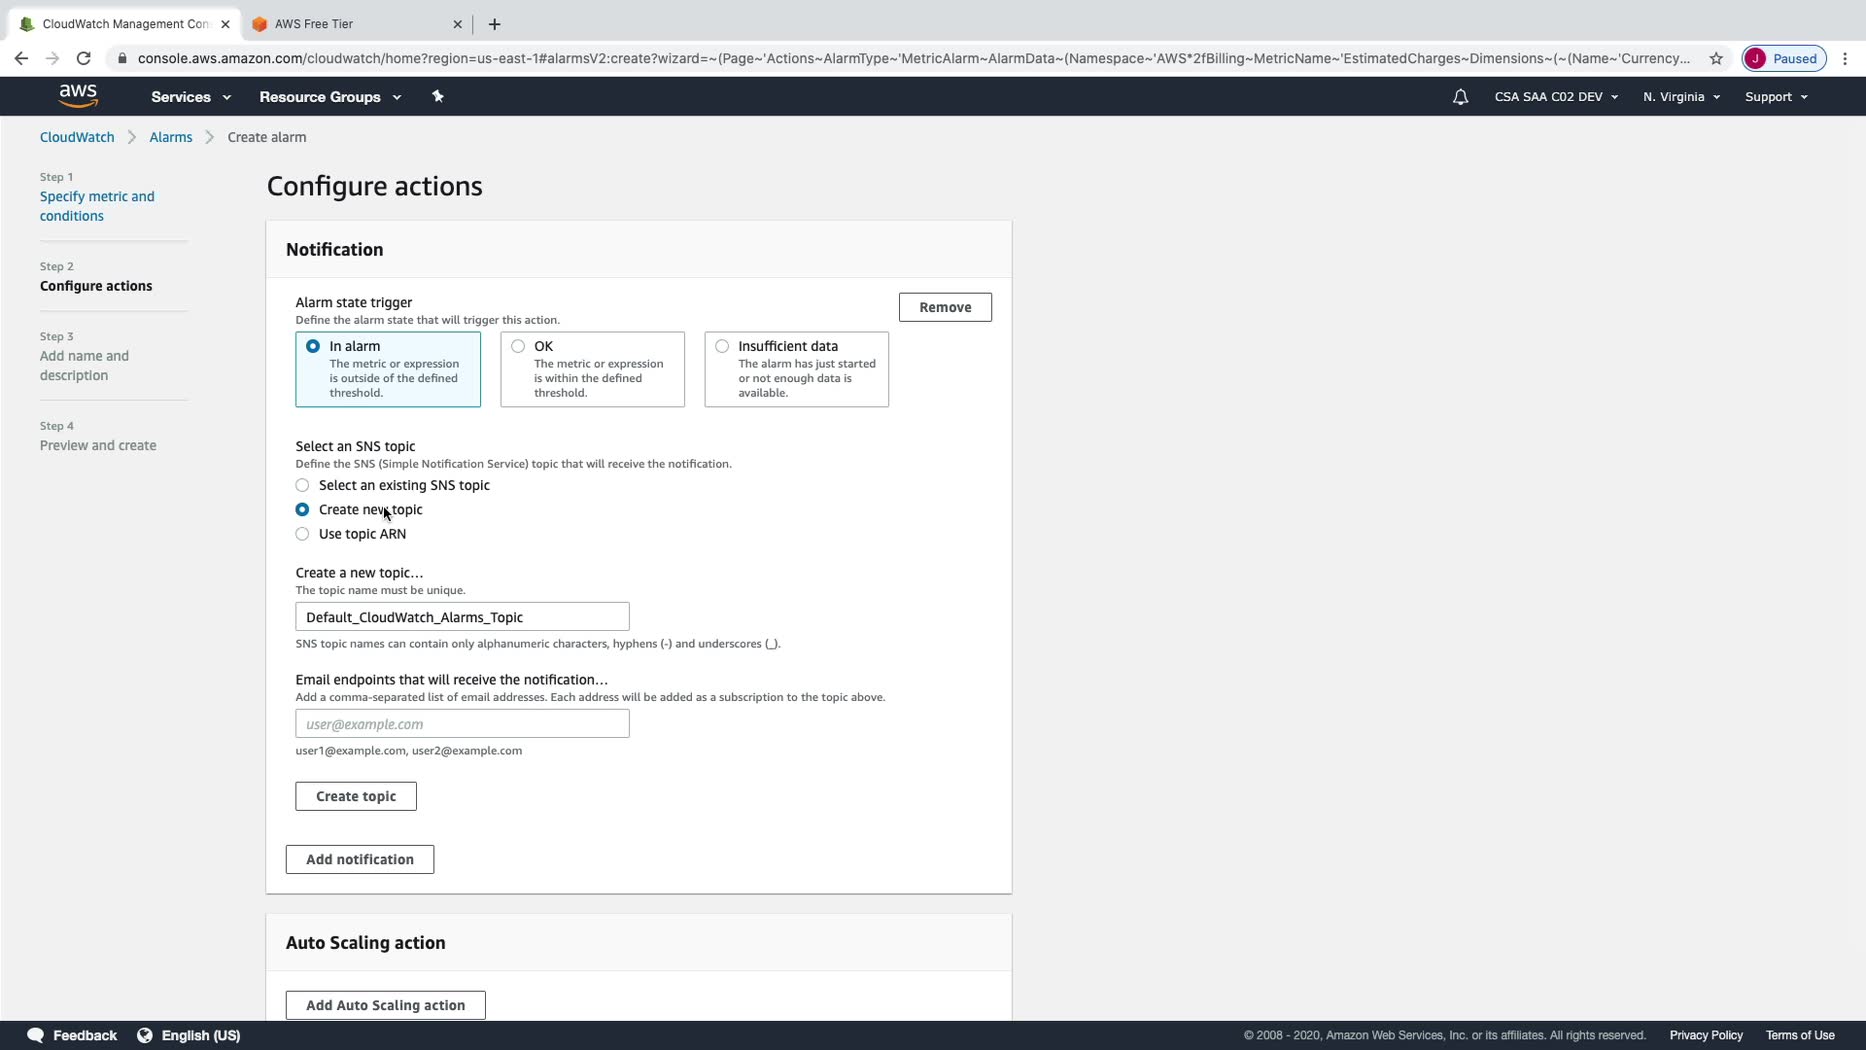 CloudWatch Management Con
AWS Free Tier
console.aws.amazon.com/cloudwatch/home?region=us-east-1#alarmsV2:create?wizard=~(Page~'Actions~AlarmType~'MetricAlarm~AlarmData~(Namespace~'AWS*2fBilling~MetricName~'EstimatedCharges~Dimensions~(~(Name~'Currency...
J Paused
aws
Services
Resource Groups
CSA SAA C02 DEV
N. Virginia
Support
CloudWatch
Alarms
Create alarm
Step 1
Specify metric and
conditions
Step 2
Configure actions
Step 3
Add name and
description
Step 4
Preview and create
Configure actions
Notification
Alarm state trigger
Define the alarm state that will trigger this action.
Remove
In alarm
The metric or expression
is outside of the defined
threshold.
OK
The metric or expression
is within the defined
threshold.
Insufficient data
The alarm has just started
or not enough data is
available.
Select an SNS topic
Define the SNS (Simple Notification Service) topic that will receive the notification.
Select an existing SNS topic
Create new topic
Use topic ARN
Create a new topic…
The topic name must be unique.
Default_CloudWatch_Alarms_Topic
SNS topic names can contain only alphanumeric characters, hyphens (-) and underscores (_).
Email endpoints that will receive the notification…
Add a comma-separated list of email addresses. Each address will be added as a subscription to the topic above.
user@example.com
user1@example.com, user2@example.com
Create topic
Add notification
Auto Scaling action
Add Auto Scaling action
Feedback
English (US)
© 2008 - 2020, Amazon Web Services, Inc. or its affiliates. All rights reserved.
Privacy Policy
Terms of Use